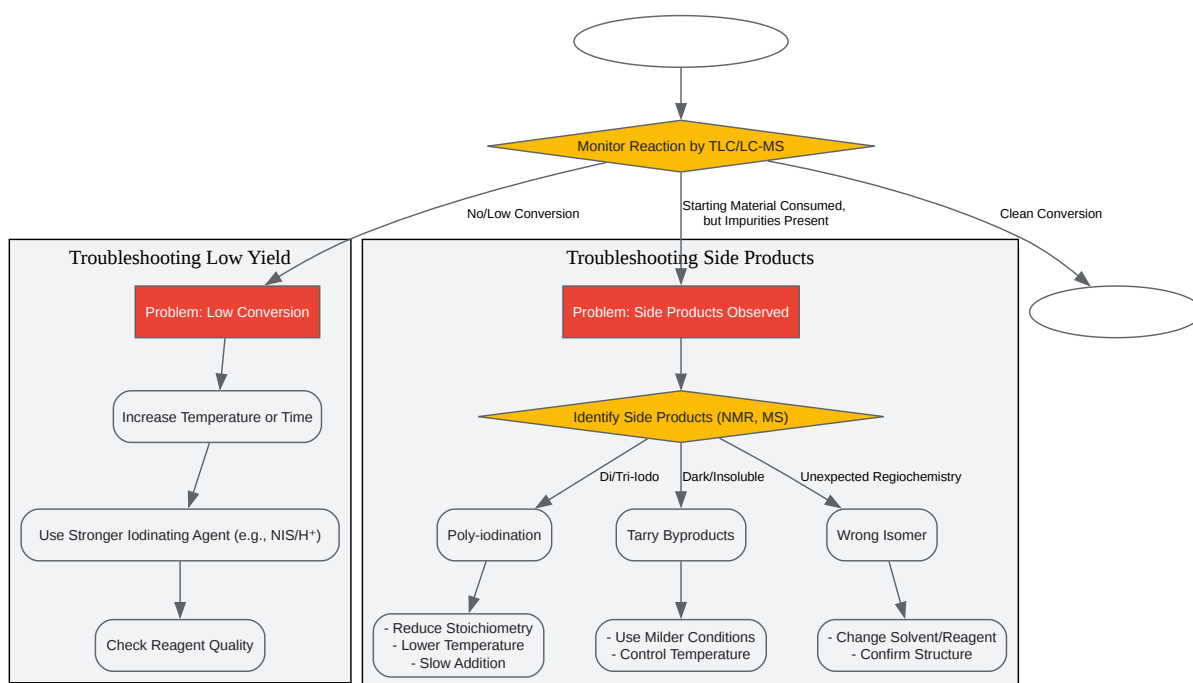 Monitor Reaction by TLC/LC-MS
No/Low Conversion
Starting Material Consumed,
but Impurities Present
Clean Conversion
Troubleshooting Low Yield
Troubleshooting Side Products
Problem: Low Conversion
Problem: Side Products Observed
Increase Temperature or Time
Identify Side Products (NMR, MS)
Di/Tri-Iodo
Dark/Insoluble
Unexpected Regiochemistry
Use Stronger Iodinating Agent (e.g., NIS/H⁺)
Poly-iodination
Tarry Byproducts
Wrong Isomer
Check Reagent Quality
- Reduce Stoichiometry
- Lower Temperature
- Slow Addition
- Use Milder Conditions
- Control Temperature
- Change Solvent/Reagent
- Confirm Structure